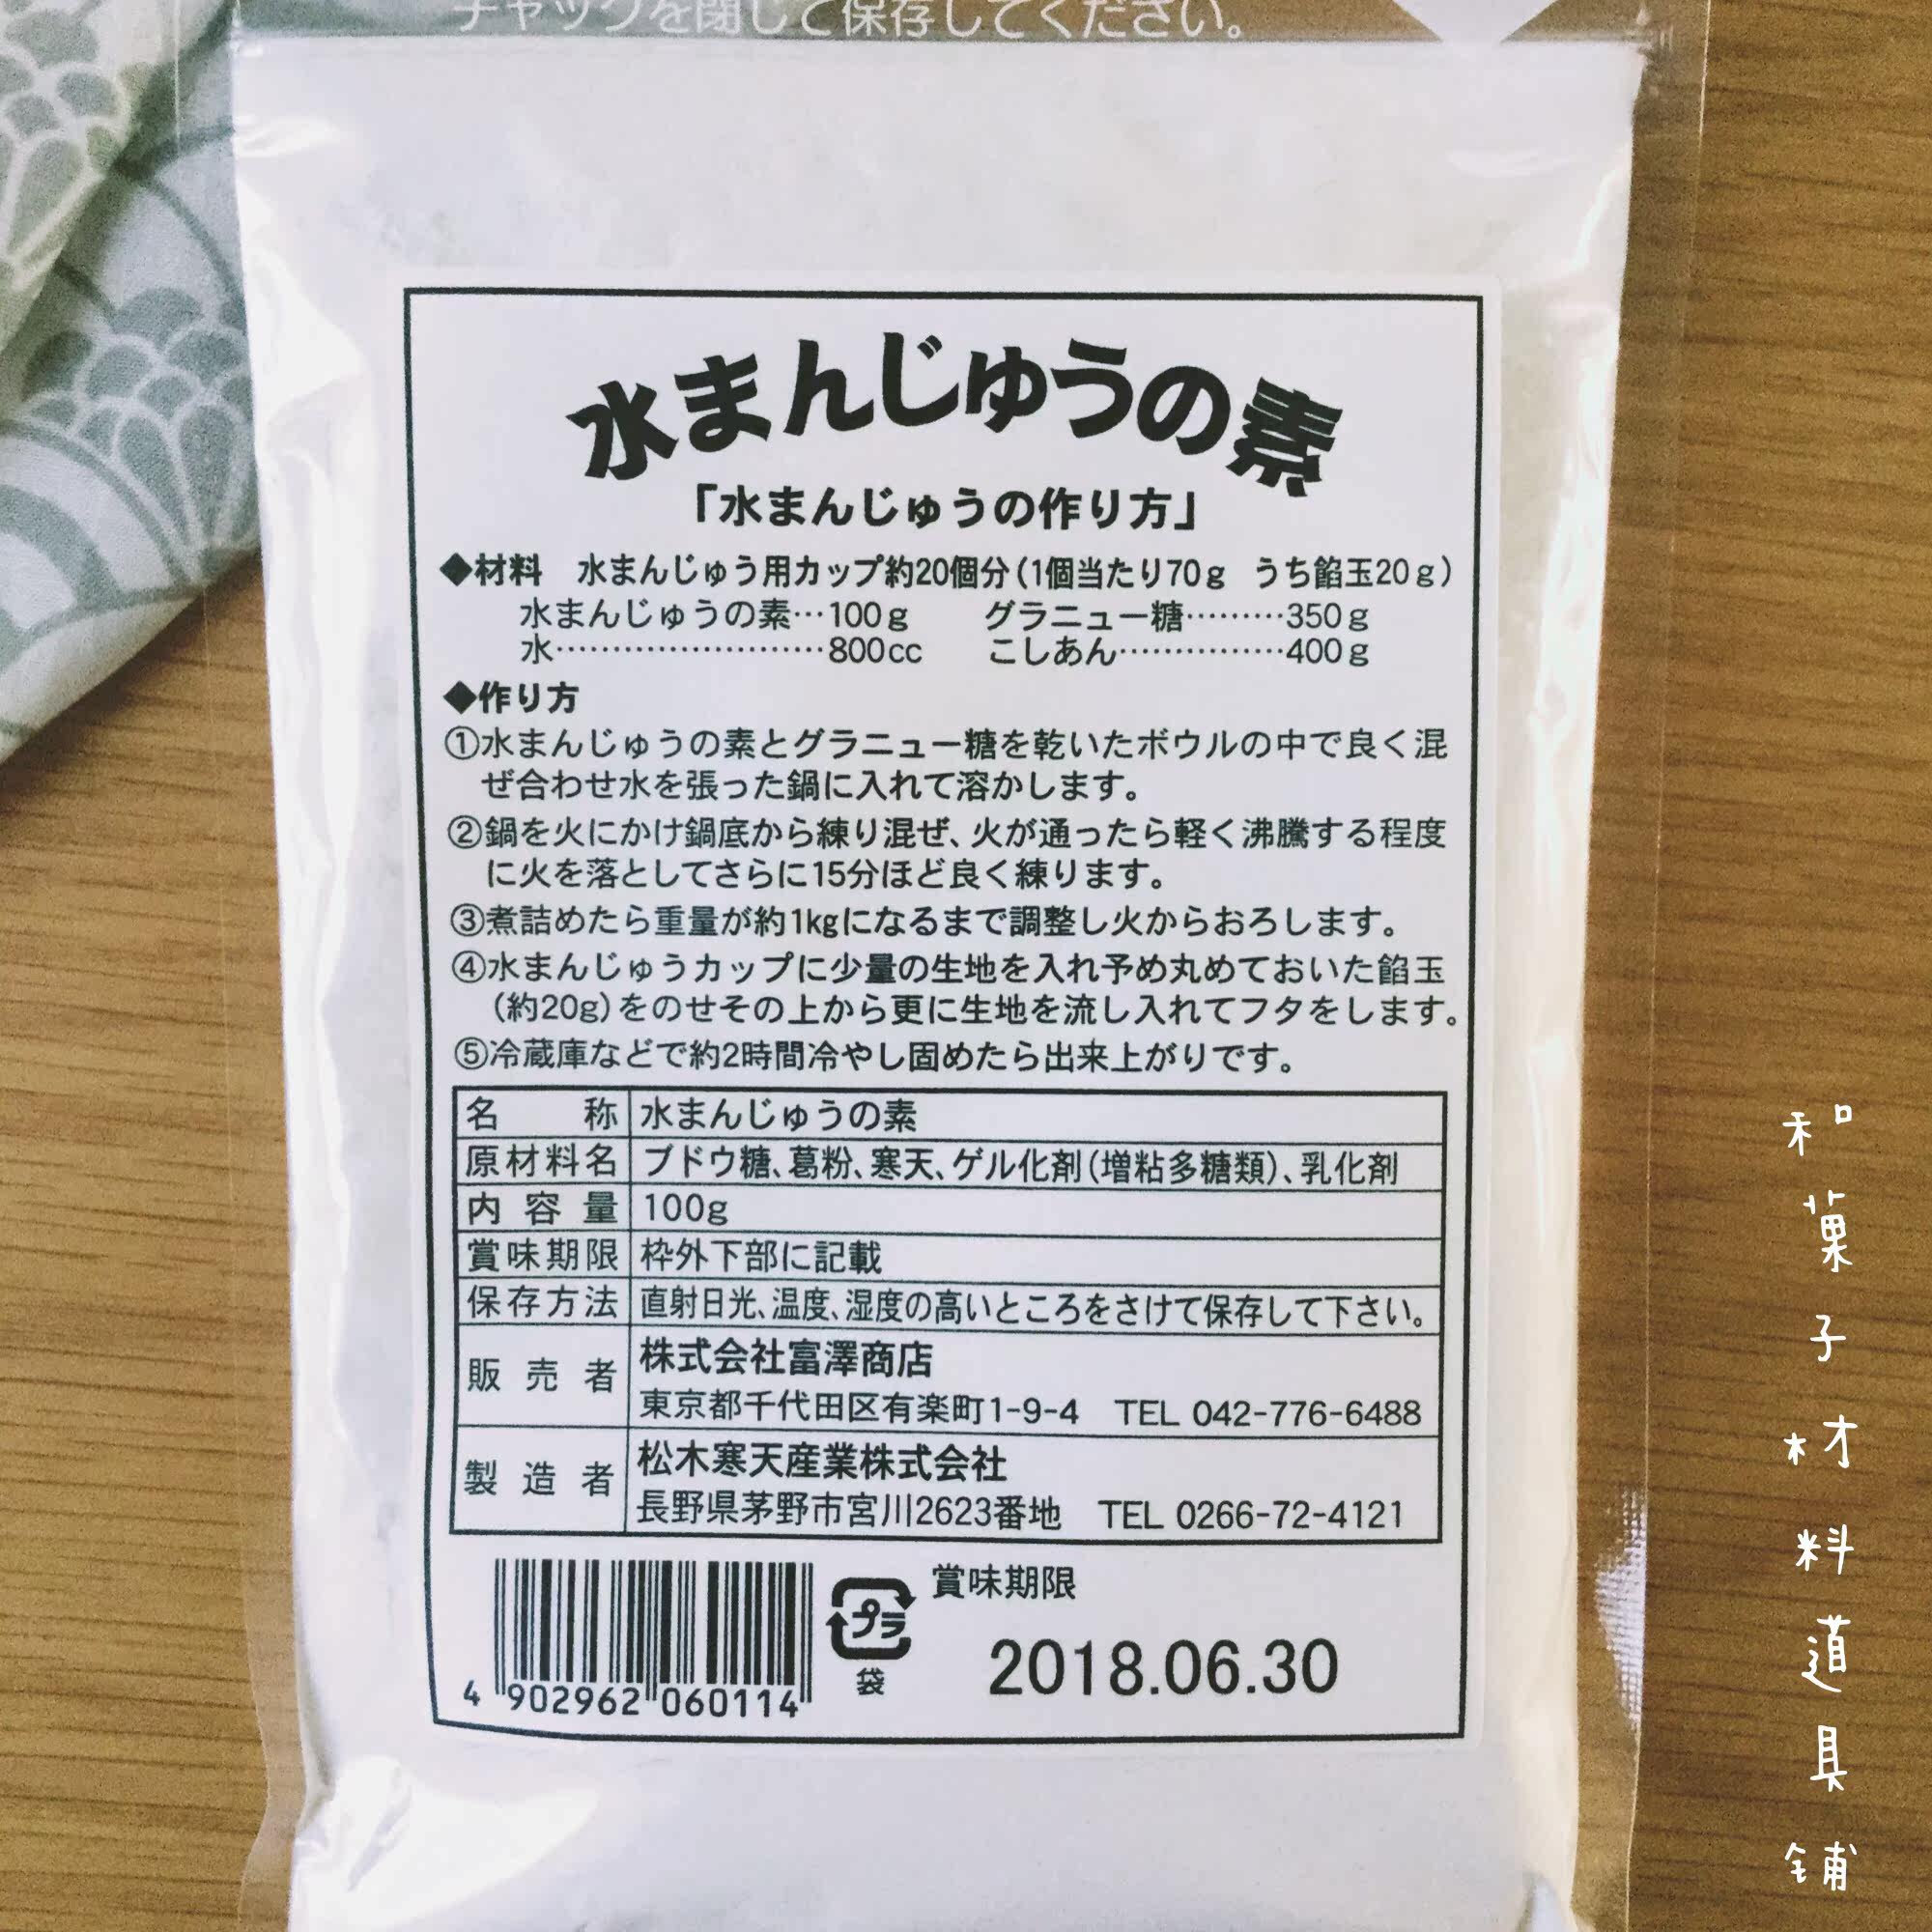 チャックを閉じて保存してください。
水まんじゅうの素
「水まんじゅうの作り方」
◆材料 水まんじゅう用カップ約20個分(1個当たり70g うち餡玉20g)
水まんじゅうの素…100g グラニュー糖………350g
水……………………800cc こしあん……………400g
◆作り方
①水まんじゅうの素とグラニュー糖を乾いたボウルの中で良く混
ぜ合わせ水を張った鍋に入れて溶かします。
②鍋を火にかけ鍋底から練り混ぜ、火が通ったら軽く沸騰する程度
に火を落としてさらに15分ほど良く練ります。
③煮詰めたら重量が約1kgになるまで調整し火からおろします。
④水まんじゅうカップに少量の生地を入れ予め丸めておいた餡玉
(約20g)をのせその上から更に生地を流し入れてフタをします。
⑤冷蔵庫などで約2時間冷やし固めたら出来上がりです。
名称 水まんじゅうの素
原材料名 ブドウ糖、葛粉、寒天、ゲル化剤(増粘多糖類)、乳化剤
内容量 100g
賞味期限 枠外下部に記載
保存方法 直射日光、温度、湿度の高いところをさけて保存して下さい。
販売者 株式会社富澤商店
東京都千代田区有楽町1-9-4 TEL 042-776-6488
製造者 松木寒天産業株式会社
長野県茅野市宮川2623番地 TEL 0266-72-4121
プラ
袋
賞味期限
2018.06.30
4 902962 060114
和菓子材料道具舗